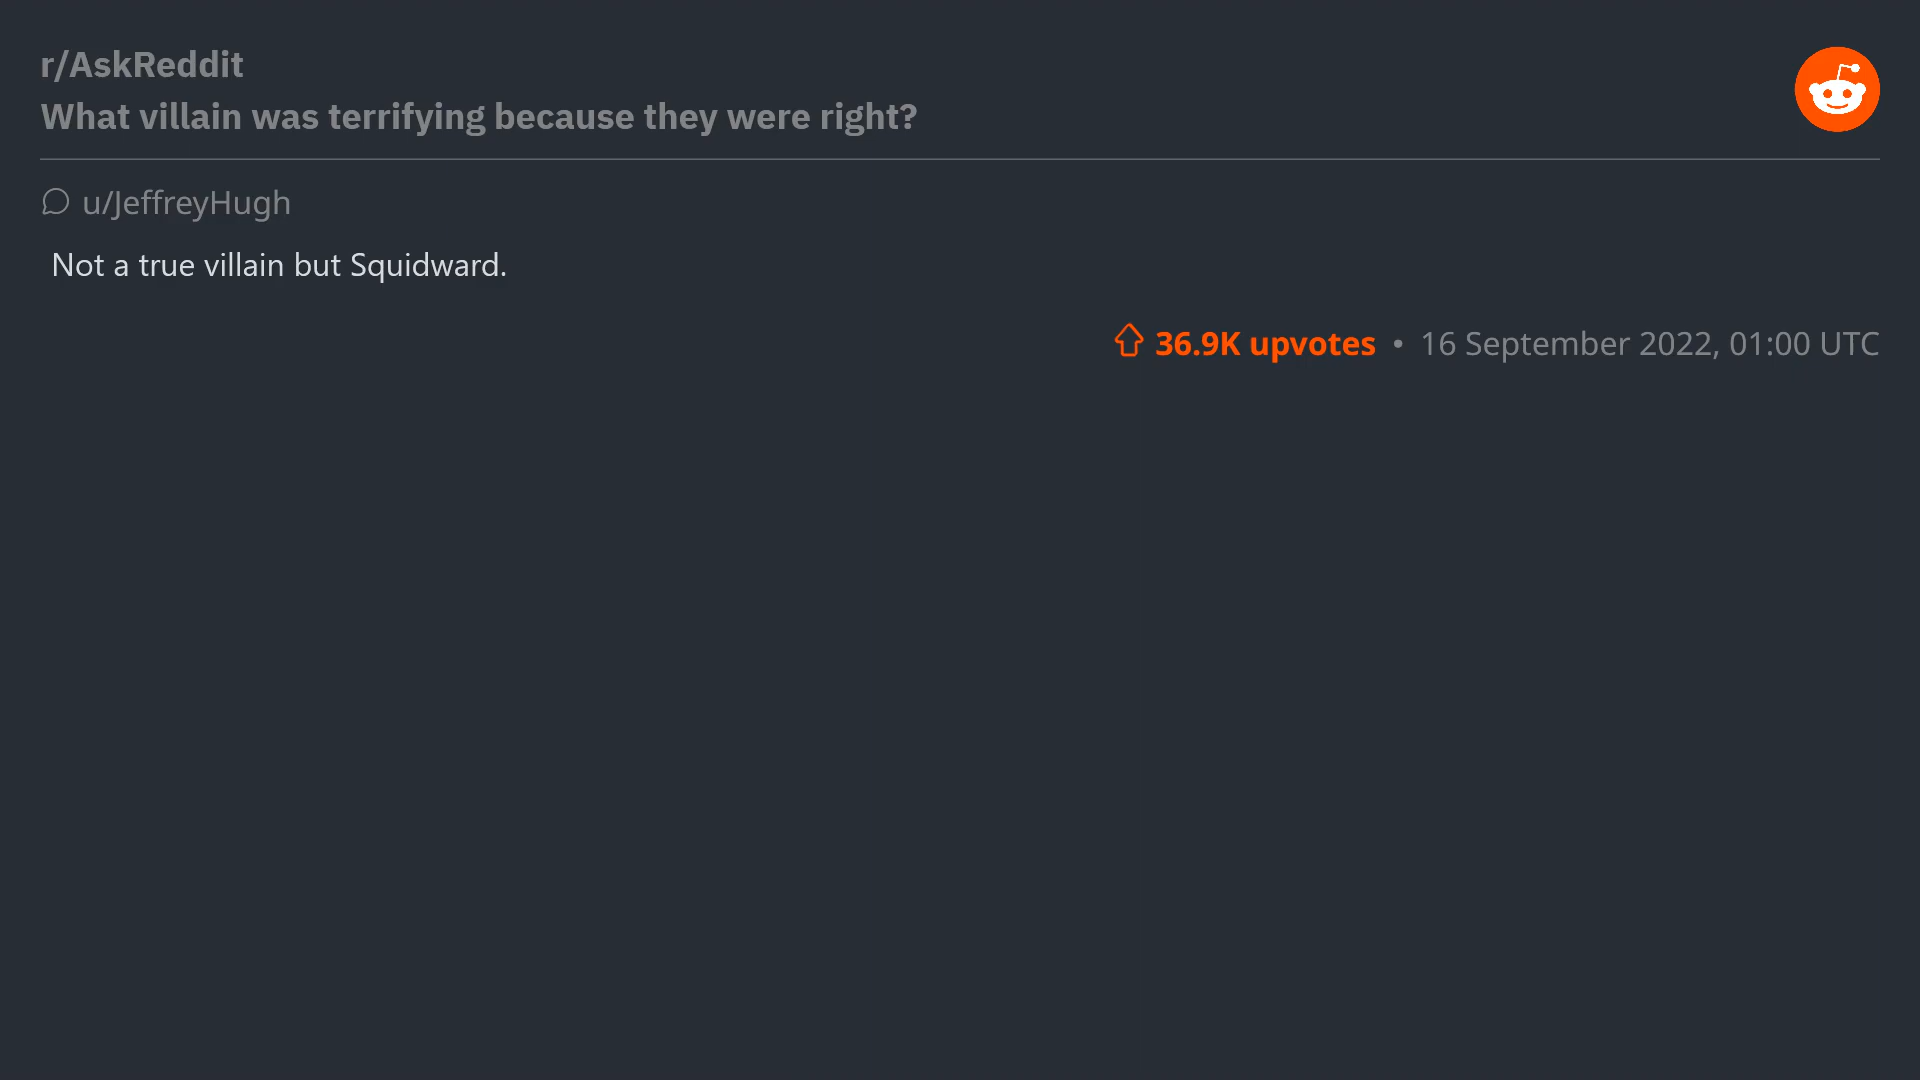 r/AskReddit
What villain was terrifying because they were right?
u/JeffreyHugh
Not a true villain but Squidward.
36.9K upvotes • 16 September 2022, 01:00 UTC